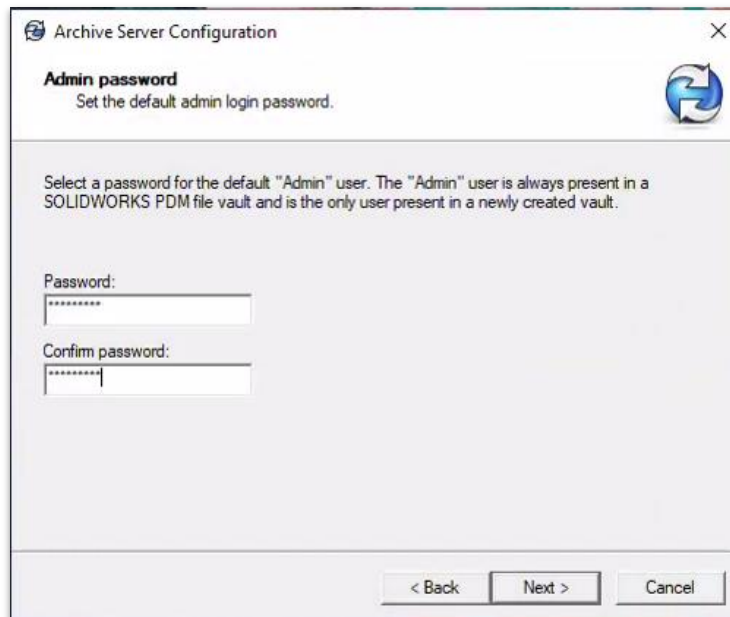 Archive Server Configuration
Admin password
Set the default admin login password.
Select a password for the default "Admin" user. The "Admin" user is always present in a
SOLIDWORKS PDM file vault and is the only user present in a newly created vault.
Password:
*********
Confirm password:
*********
< Back Next > Cancel